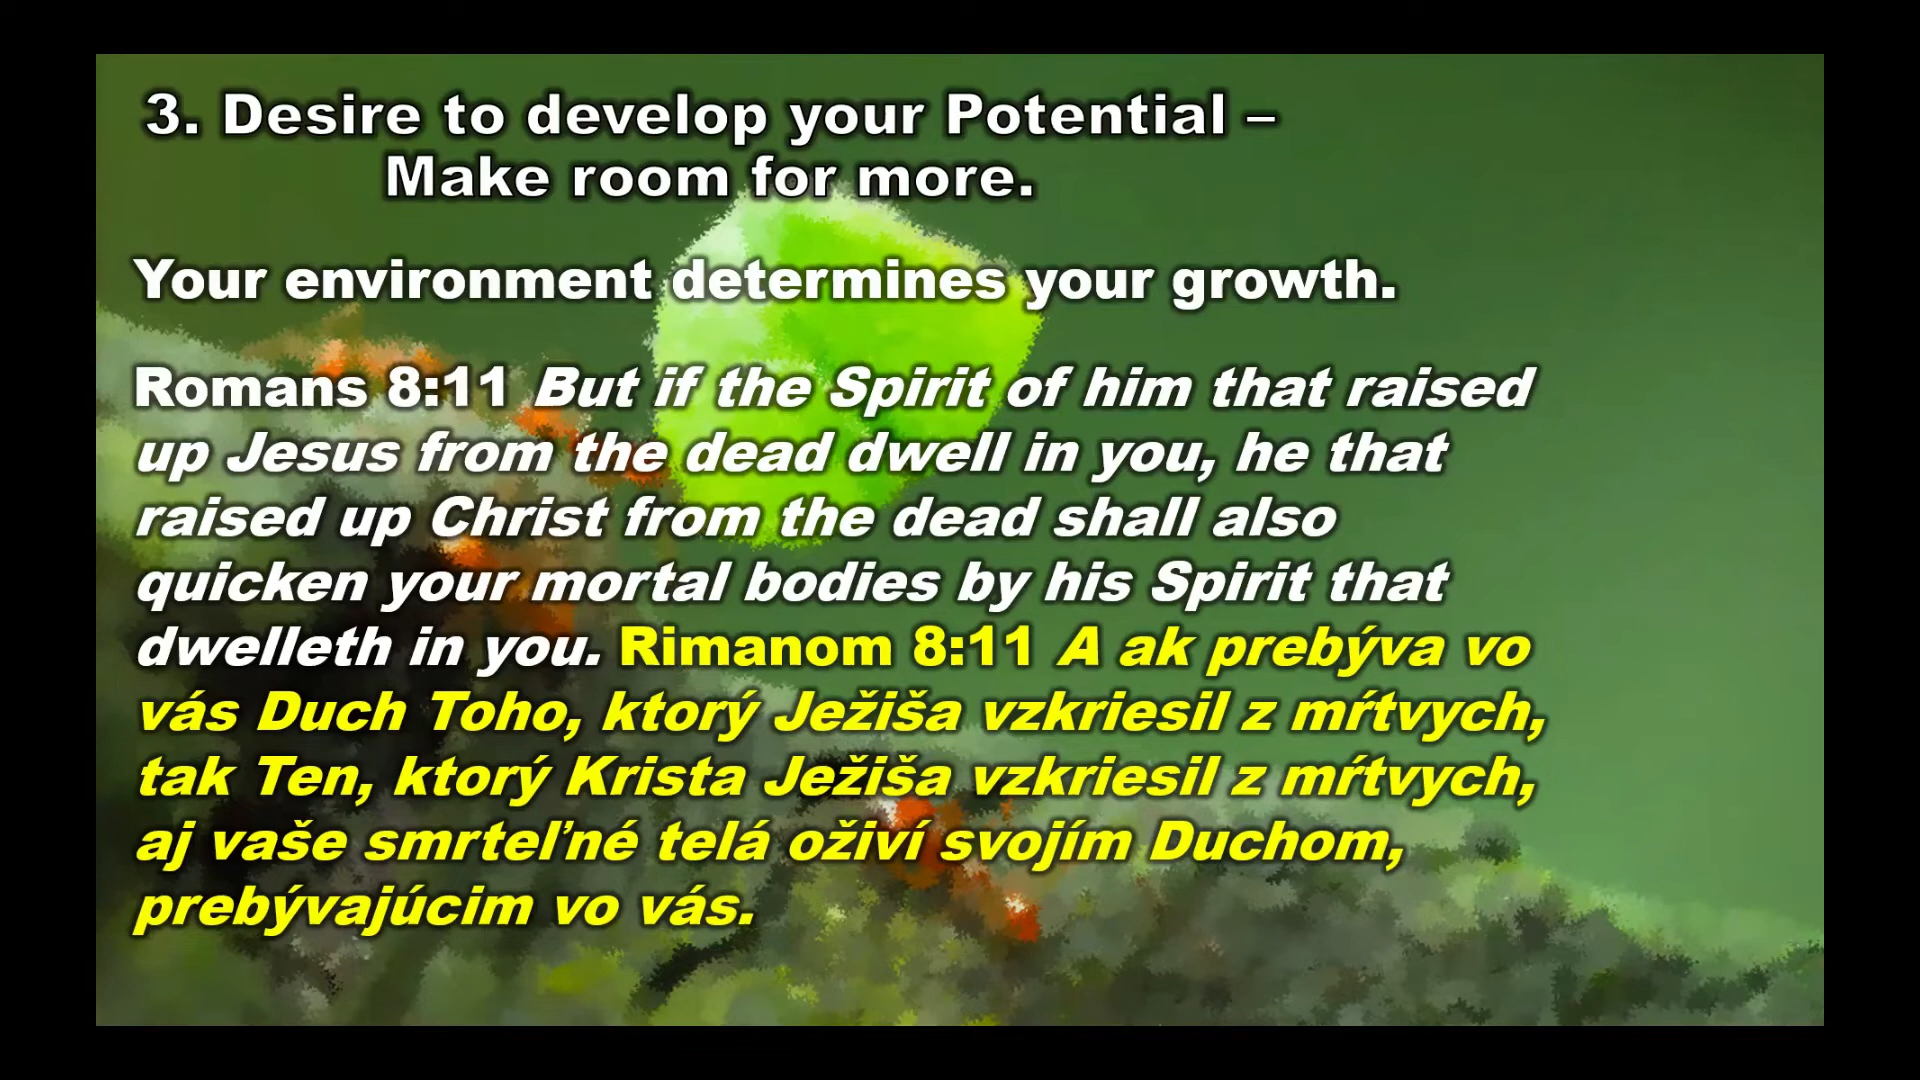 3. Desire to develop your Potential –
Make room for more.
Your environment determines your growth.
Romans 8:11 But if the Spirit of him that raised
up Jesus from the dead dwell in you, he that
raised up Christ from the dead shall also
quicken your mortal bodies by his Spirit that
dwelleth in you. Rimanom 8:11 A ak prebýva vo
vás Duch Toho, ktorý Ježiša vzkriesil z mŕtvych,
tak Ten, ktorý Krista Ježiša vzkriesil z mŕtvych,
aj vaše smrteľné telá oživí svojím Duchom,
prebývajúcim vo vás.